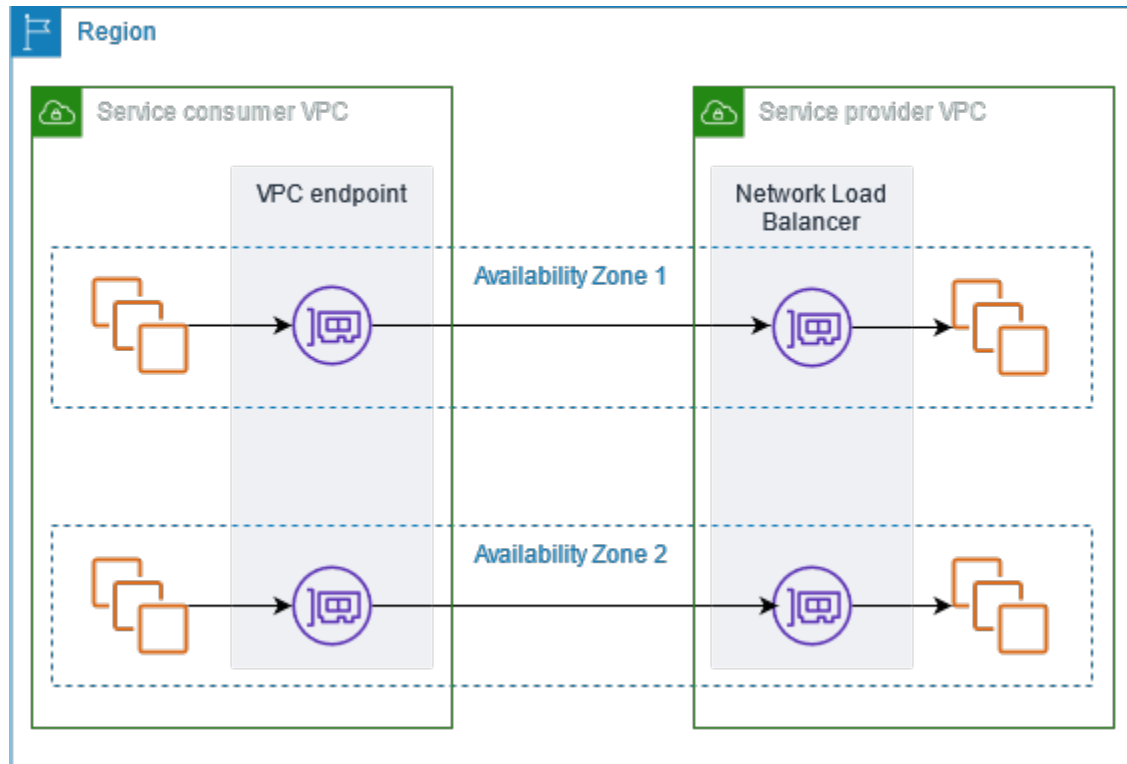 Region
Service consumer VPC
Service provider VPC
VPC endpoint
Network Load
Balancer
Availability Zone 1
Availability Zone 2